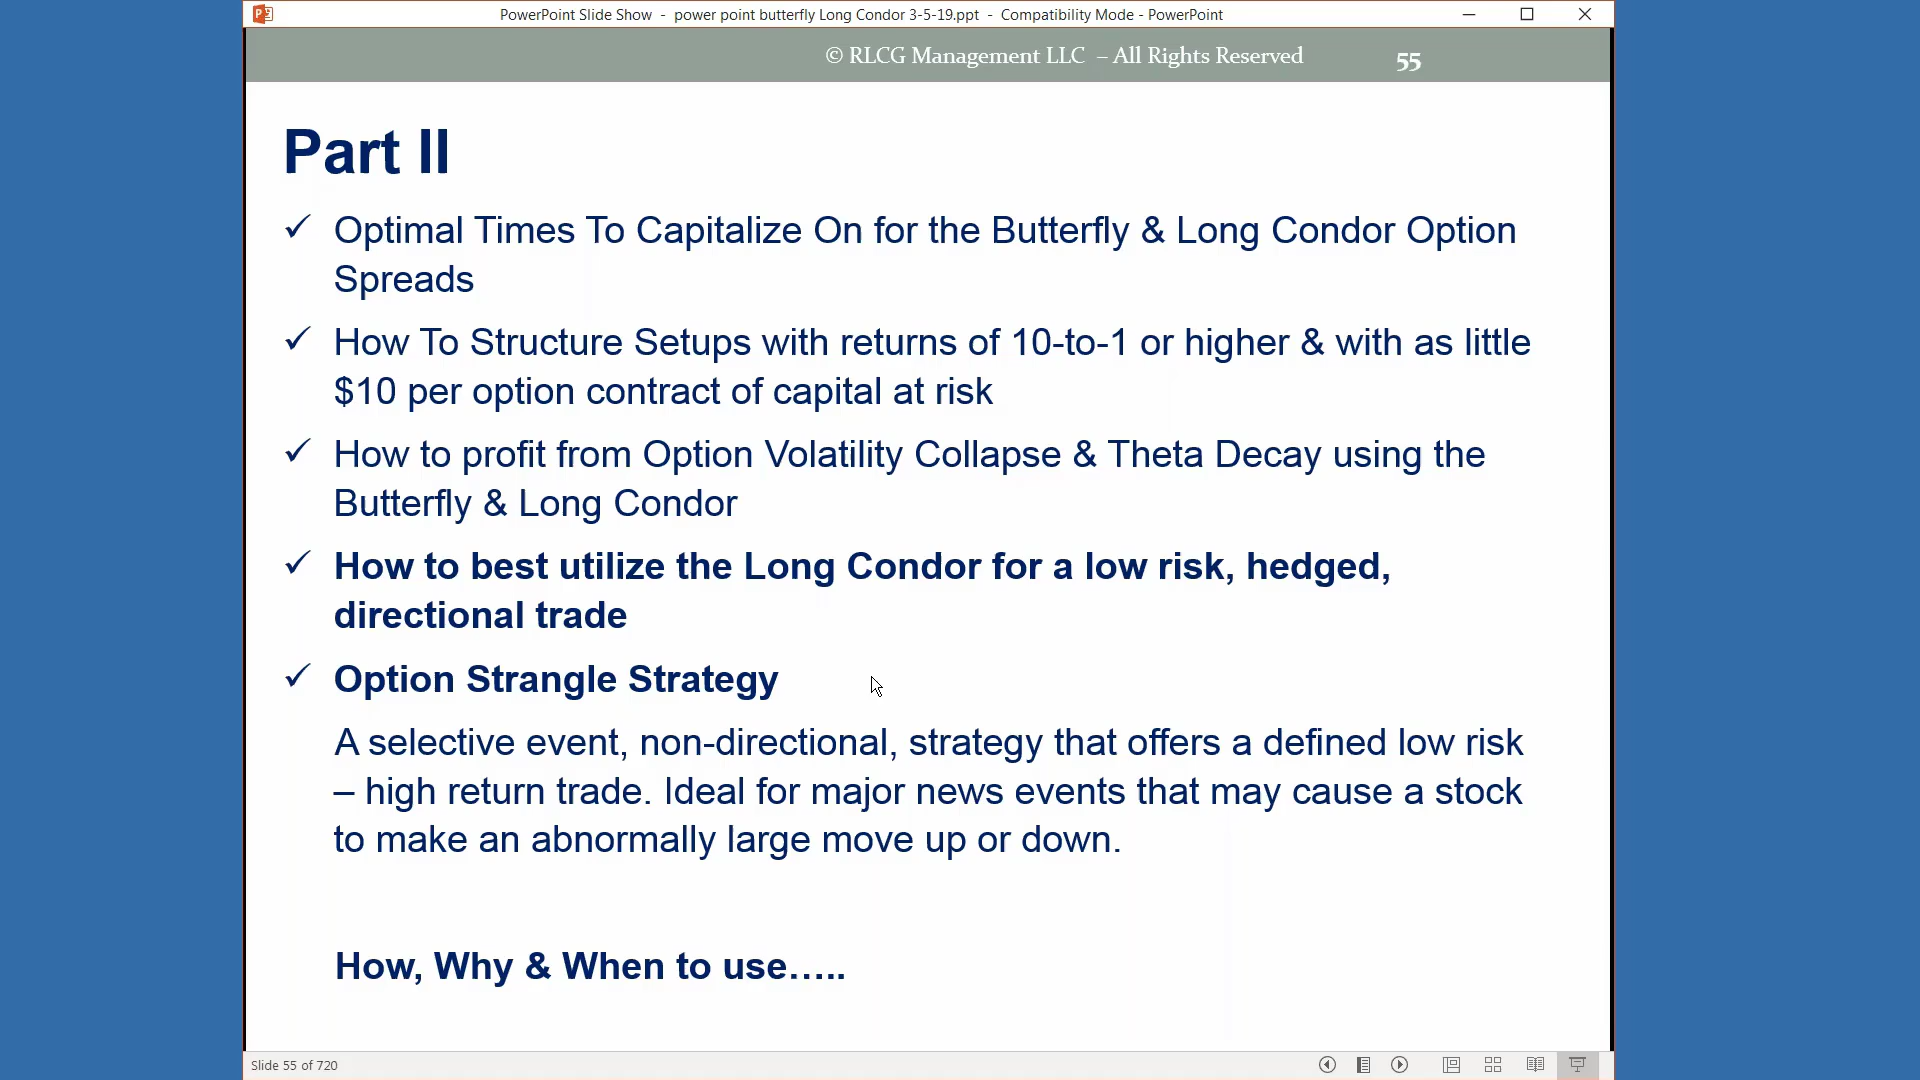 PowerPoint Slide Show - power point butterfly Long Condor 3-5-19.ppt - Compatibility Mode - PowerPoint
© RLCG Management LLC – All Rights Reserved 55
Part II
✓ Optimal Times To Capitalize On for the Butterfly & Long Condor Option
Spreads
✓ How To Structure Setups with returns of 10-to-1 or higher & with as little
$10 per option contract of capital at risk
✓ How to profit from Option Volatility Collapse & Theta Decay using the
Butterfly & Long Condor
✓ How to best utilize the Long Condor for a low risk, hedged,
directional trade
✓ Option Strangle Strategy
A selective event, non-directional, strategy that offers a defined low risk
– high return trade. Ideal for major news events that may cause a stock
to make an abnormally large move up or down.
How, Why & When to use…..
Slide 55 of 720